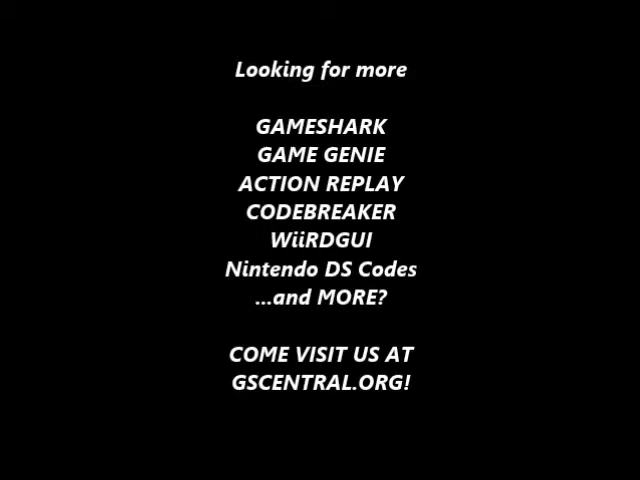 Looking for more
GAMESHARK
GAME GENIE
ACTION REPLAY
CODEBREAKER
WiiRDGUI
Nintendo DS Codes
...and MORE?
COME VISIT US AT
GSCENTRAL.ORG!